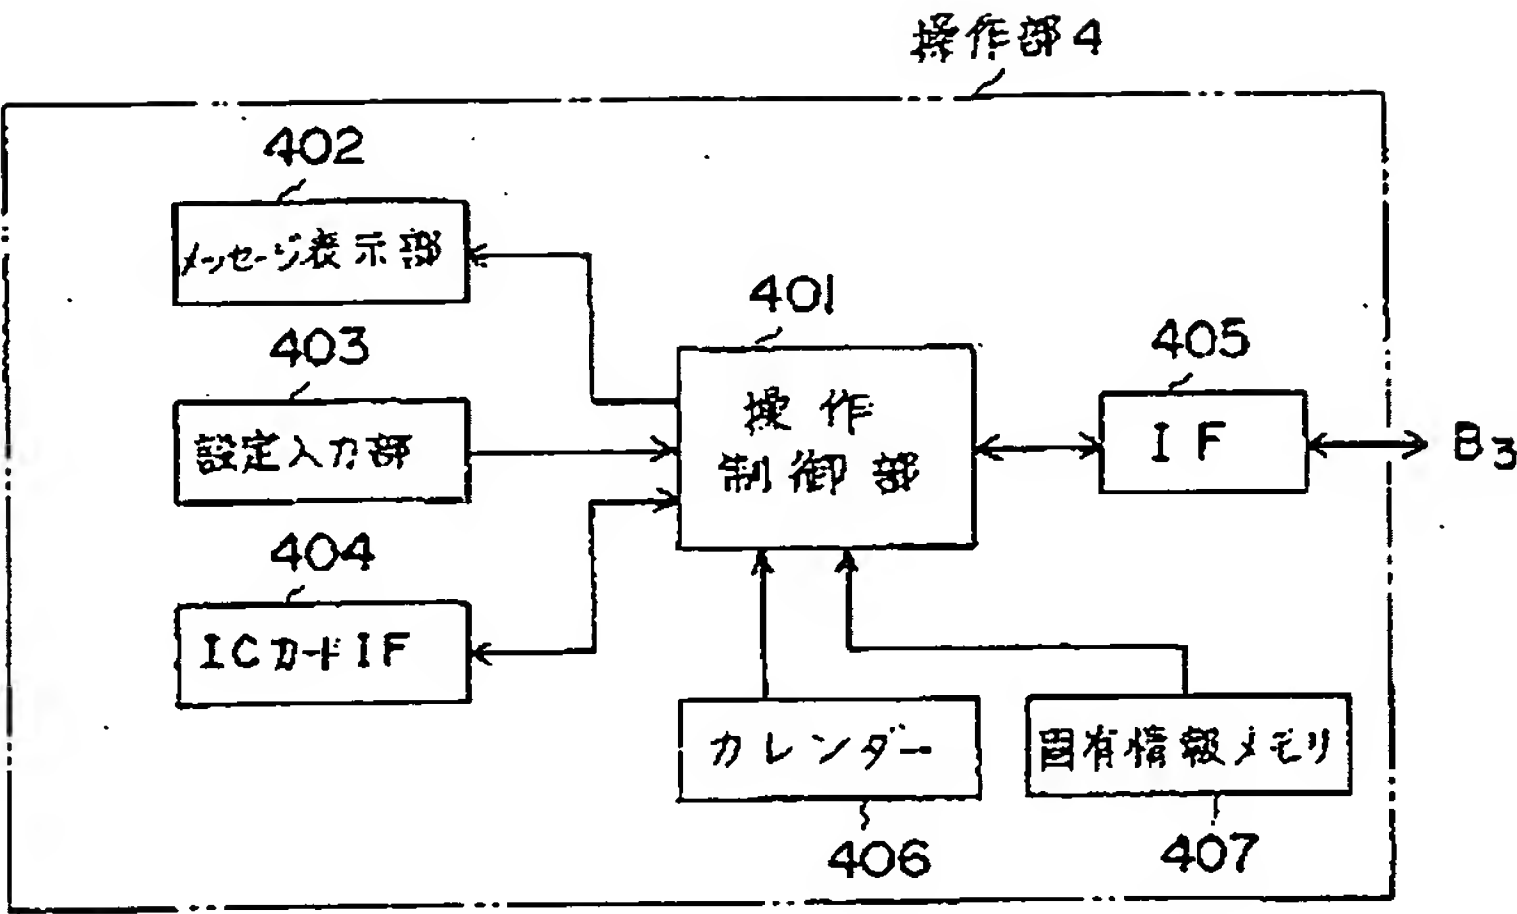 操作部4
402
メッセージ表示部
401
403
405
操作
制御部
設定入力部
IF
B3
404
ICカードIF
カレンダー
固有情報メモリ
406
407